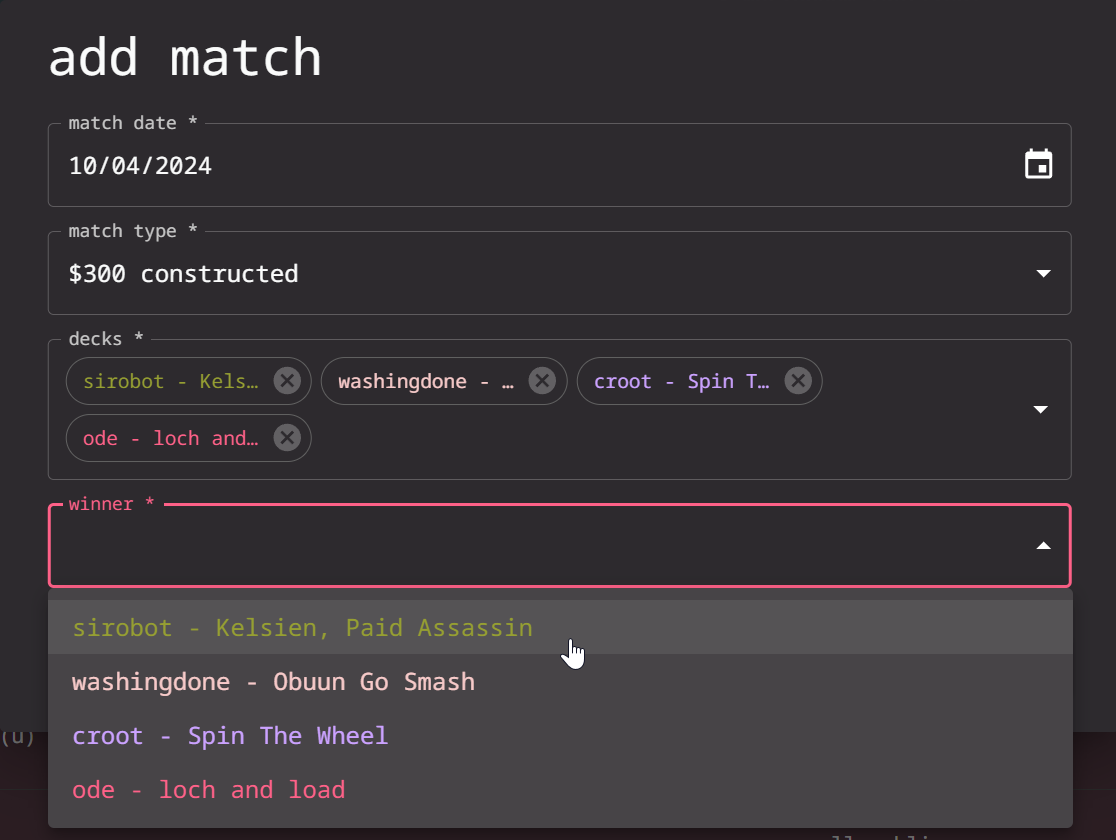 add match
match date *
10/04/2024
match type *
$300 constructed
decks *
sirobot - Kels…
washingdone - …
croot - Spin T…
ode - loch and…
winner *
sirobot - Kelsien, Paid Assassin
washingdone - Obuun Go Smash
(u)
croot - Spin The Wheel
ode - loch and load